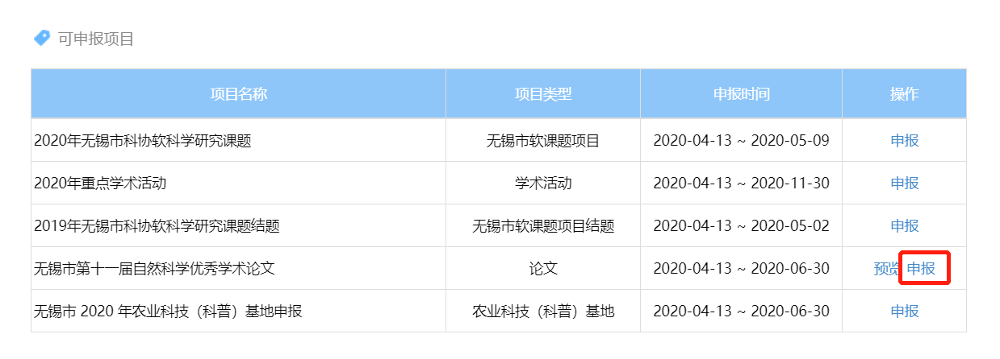 可申报项目
项目名称 项目类型 申报时间 操作
2020年无锡市科协软科学研究课题 无锡市软课题项目 2020-04-13 ~ 2020-05-09 申报
2020年重点学术活动 学术活动 2020-04-13 ~ 2020-11-30 申报
2019年无锡市科协软科学研究课题结题 无锡市软课题项目结题 2020-04-13 ~ 2020-05-02 申报
无锡市第十一届自然科学优秀学术论文 论文 2020-04-13 ~ 2020-06-30 预览 申报
无锡市 2020 年农业科技（科普）基地申报 农业科技（科普）基地 2020-04-13 ~ 2020-06-30 申报